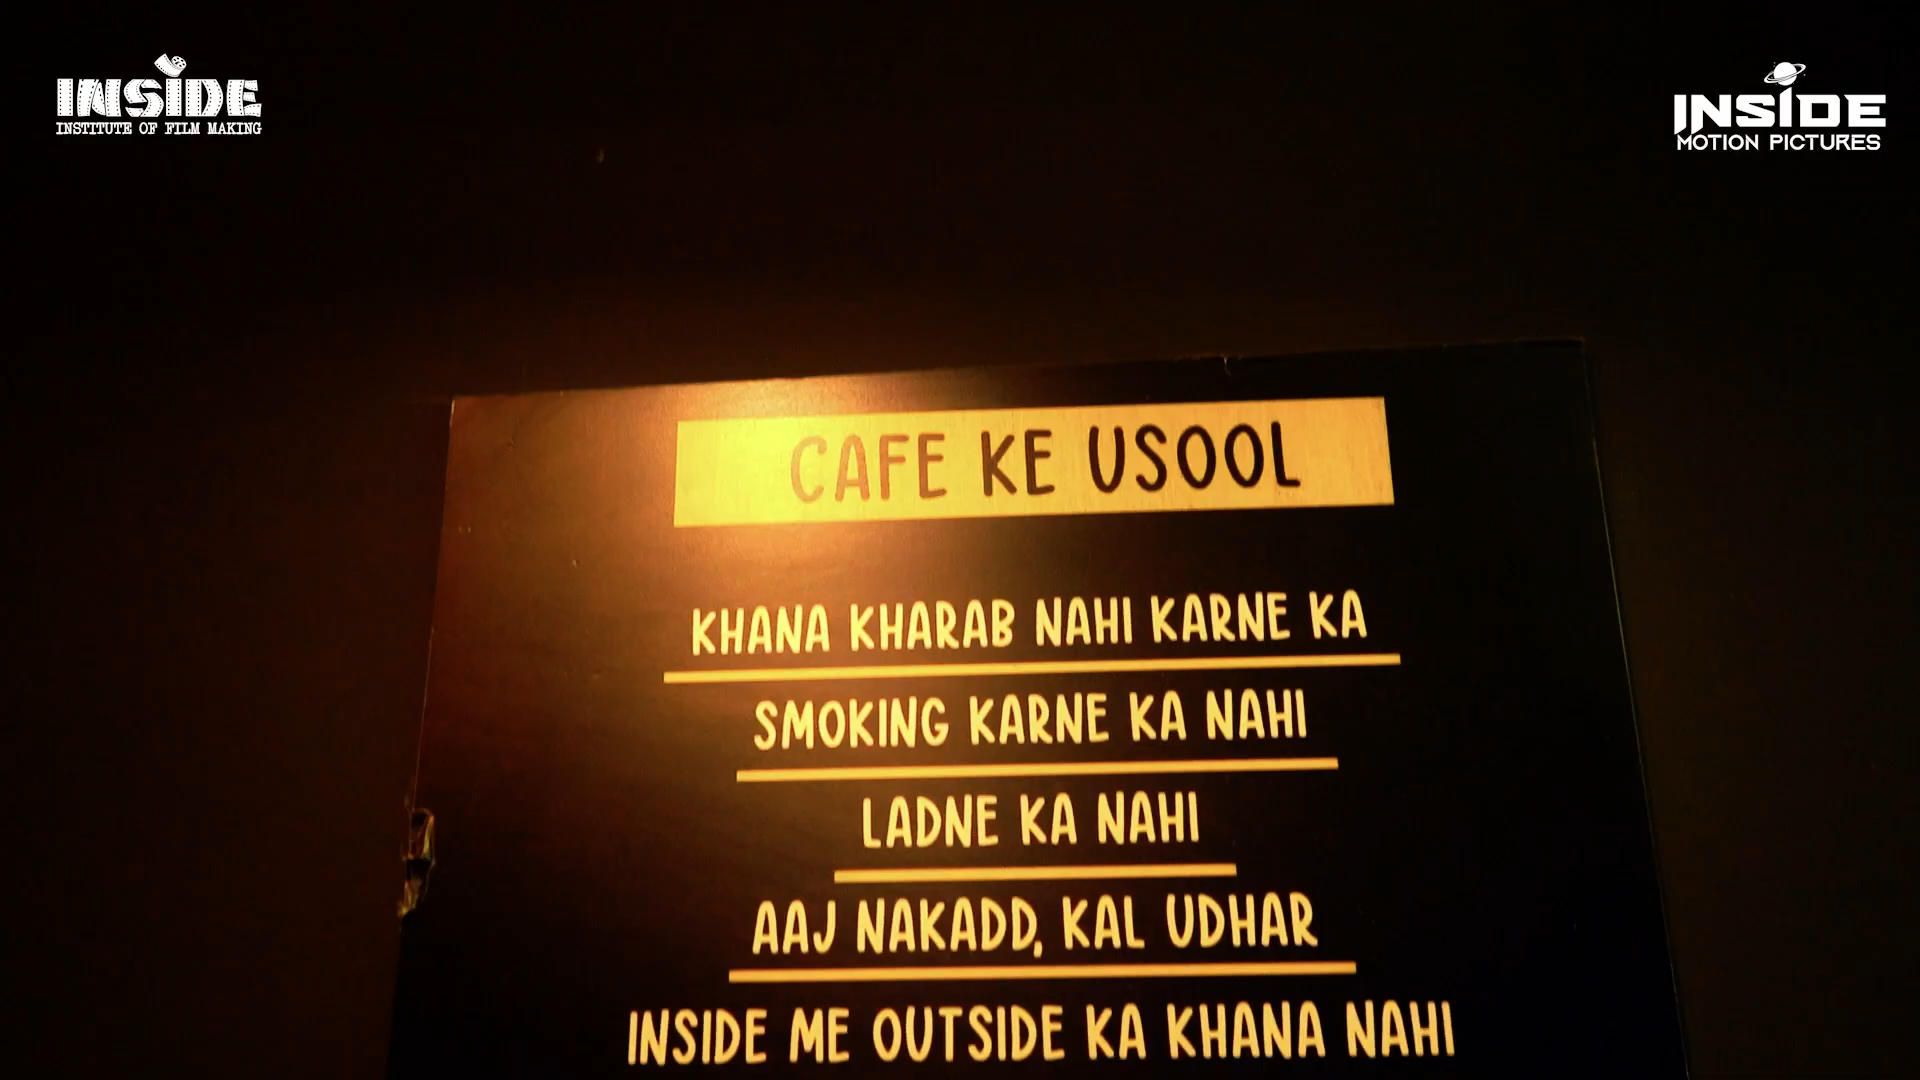 INSIDE
INSTITUTE OF FILM MAKING
INSIDE
MOTION PICTURES
CAFE KE USOOL
KHANA KHARAB NAHI KARNE KA
SMOKING KARNE KA NAHI
LADNE KA NAHI
AAJ NAKADD, KAL UDHAR
INSIDE ME OUTSIDE KA KHANA NAHI